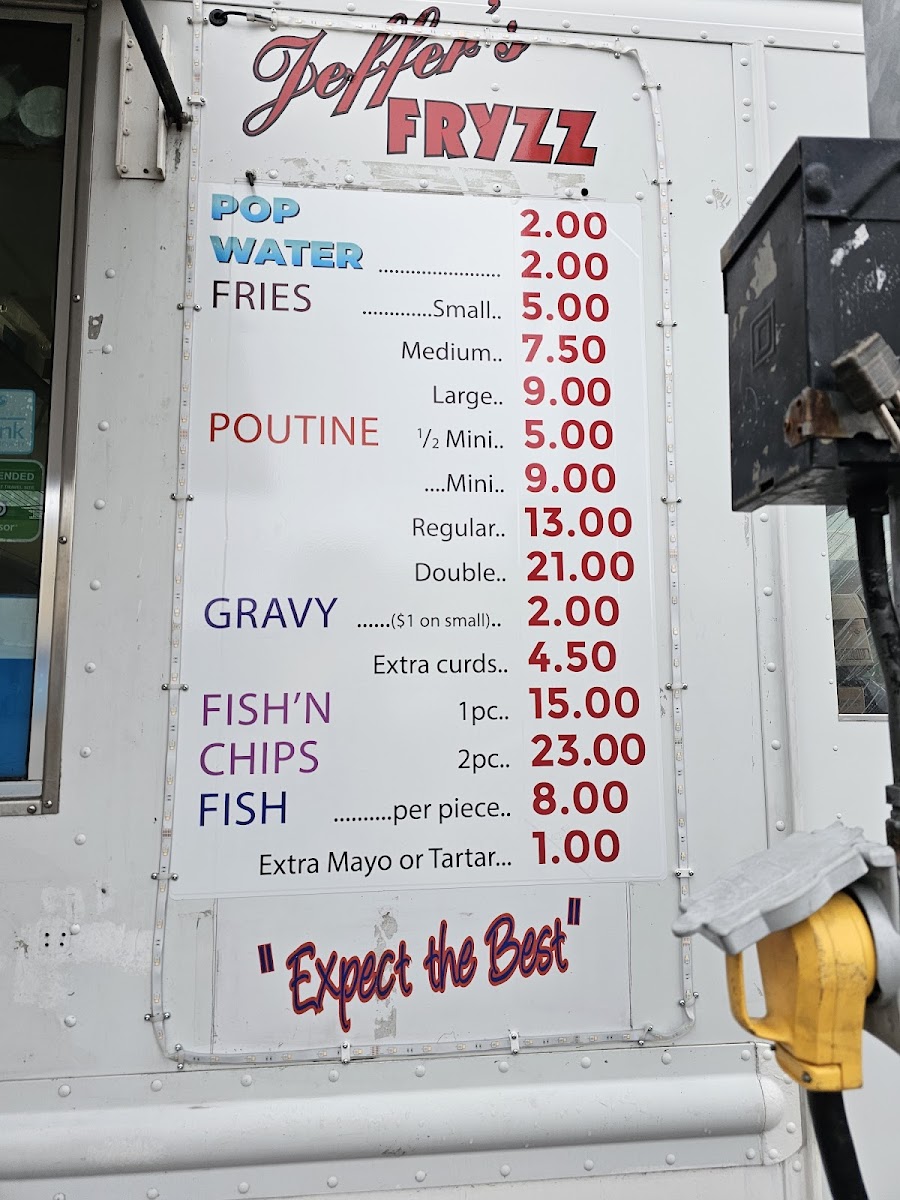 Jeffer's
FRYZZ
POP 2.00
WATER ...................... 2.00
FRIES .............Small.. 5.00
Medium.. 7.50
Large.. 9.00
POUTINE 1/2 Mini.. 5.00
....Mini.. 9.00
Regular.. 13.00
Double.. 21.00
GRAVY ......($1 on small).. 2.00
Extra curds.. 4.50
FISH'N 1pc.. 15.00
CHIPS 2pc.. 23.00
FISH ..........per piece.. 8.00
Extra Mayo or Tartar... 1.00
"Expect the Best"